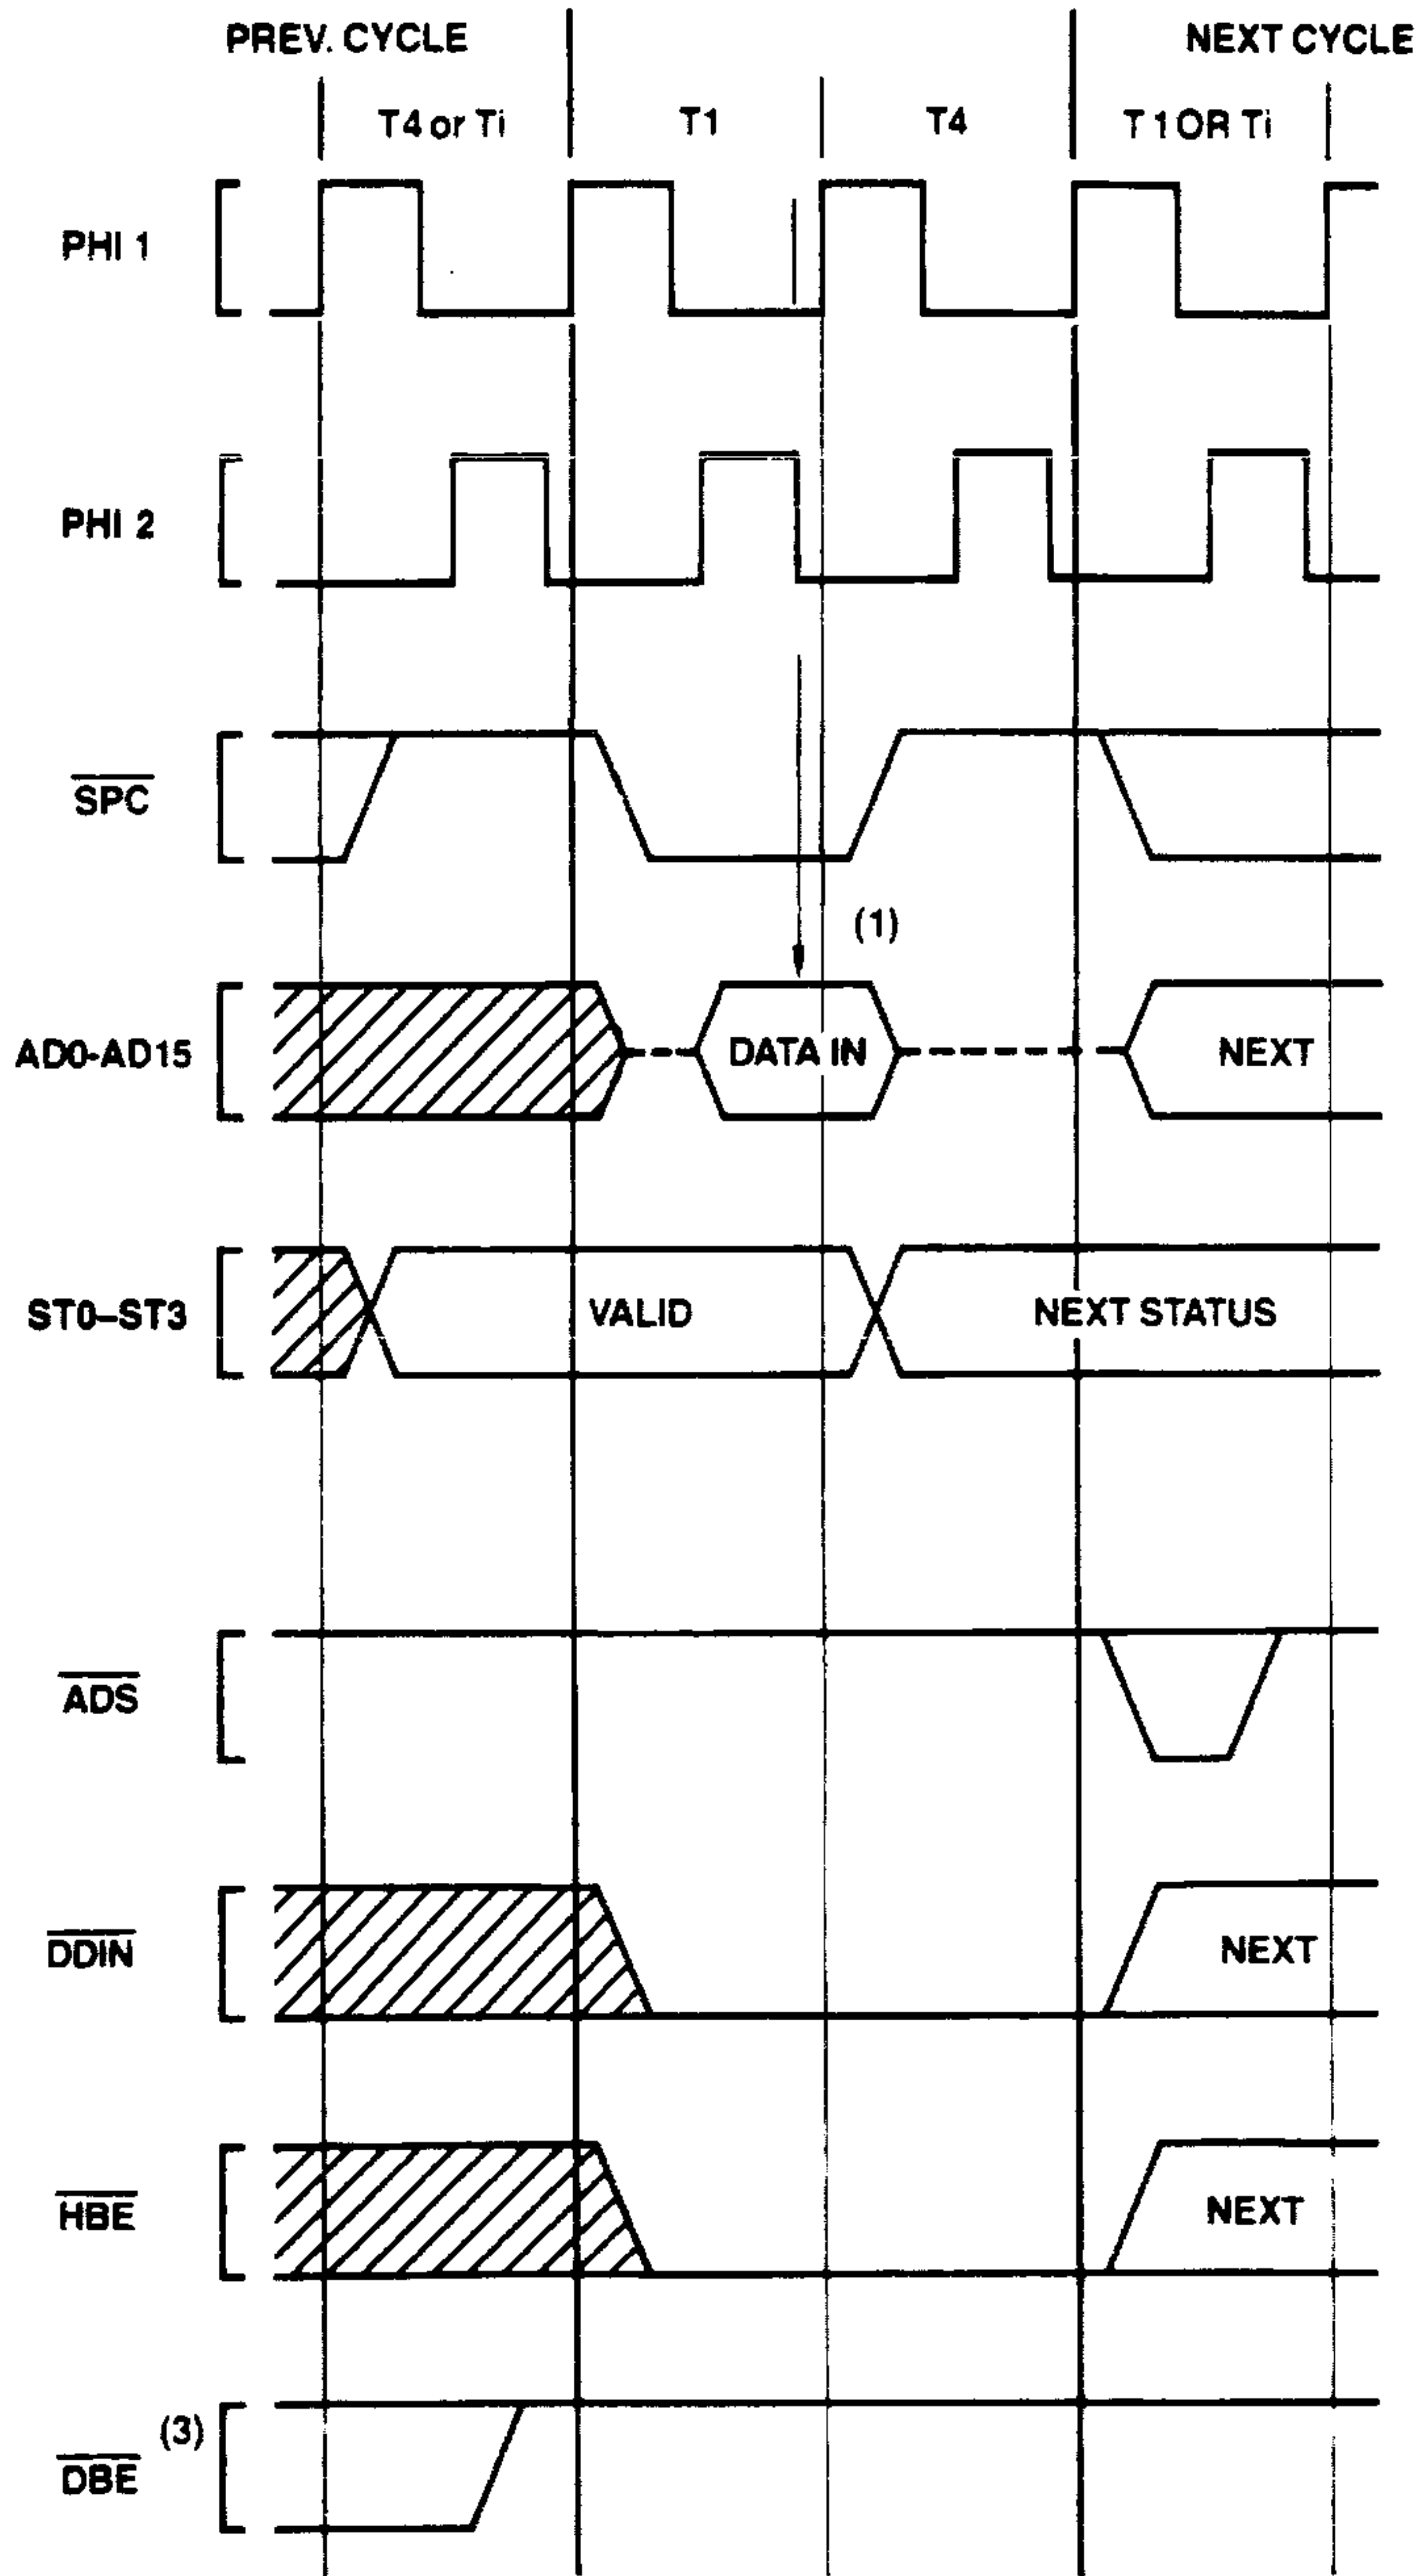 PREV. CYCLE NEXT CYCLE
T4 or Ti T1 T4 T1 OR Ti
PHI 1
PHI 2
SPC
(1)
AD0-AD15 DATA IN NEXT
ST0–ST3 VALID NEXT STATUS
ADS
DDIN NEXT
HBE NEXT
(3)
DBE